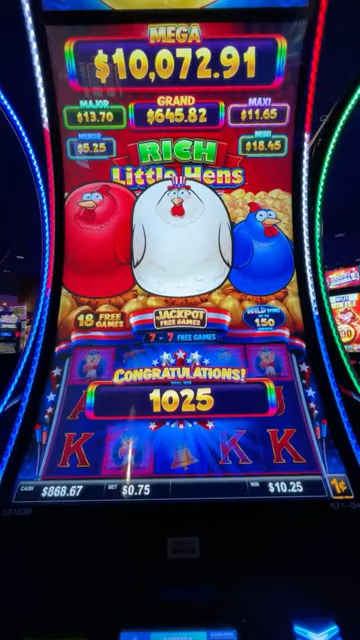 MEGA
$10,072.91
MAJOR
$13.70
GRAND
$645.82
MAXI
$11.65
MINOR
$5.25
MINI
$18.45
RICH
Little Hens
18 FREE GAMES
JACKPOT
FREE GAMES
WILD WINS
UP TO
150
CREDITS
7 - 7 FREE GAMES
CONGRATULATIONS!
1025
K
K
K
CASH $868.67
BET $0.75
WIN $10.25
1¢